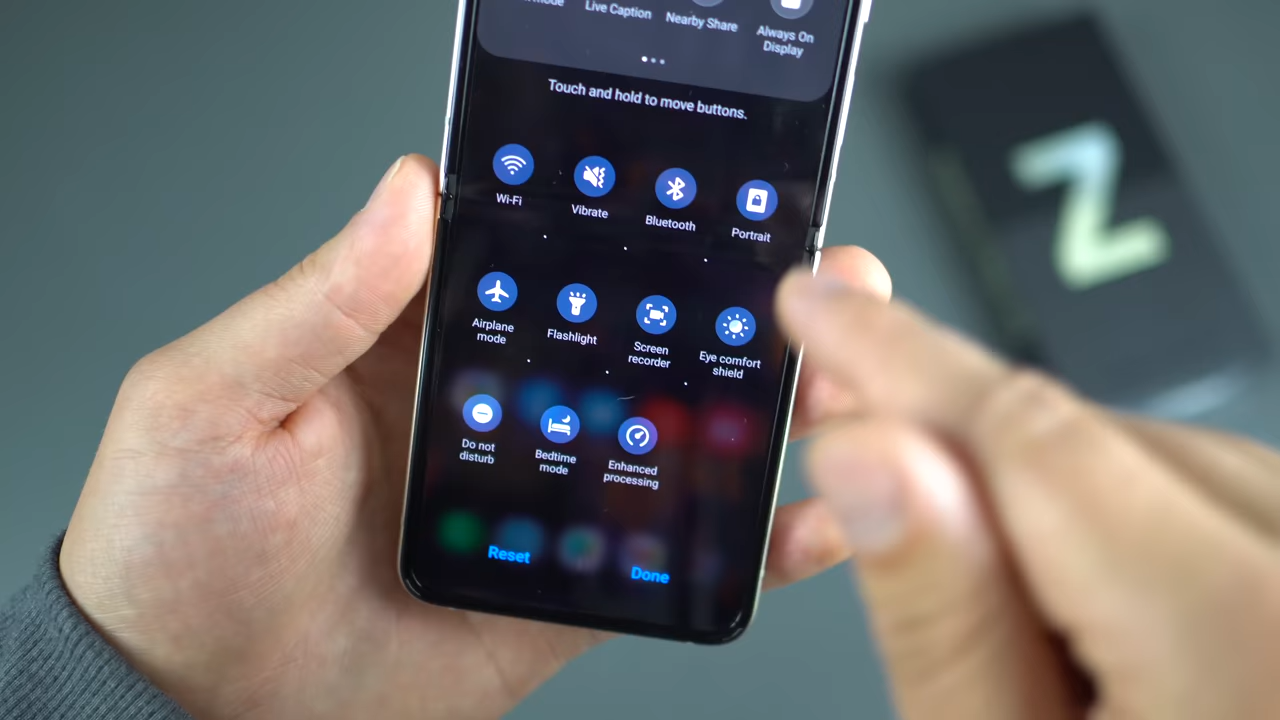 mode
Live Caption
Nearby Share
Always On
Display
Touch and hold to move buttons.
Wi-Fi
Vibrate
Bluetooth
Portrait
Airplane
mode
Flashlight
Screen
recorder
Eye comfort
shield
Do not
disturb
Bedtime
mode
Enhanced
processing
Reset
Done
Z